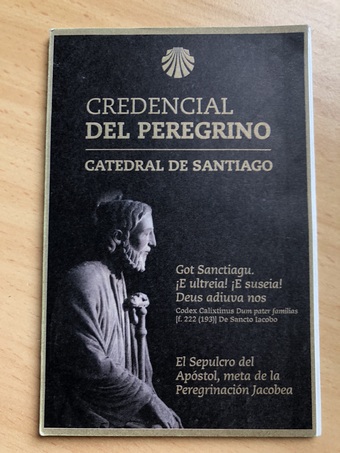 CREDENCIAL
DEL PEREGRINO
CATEDRAL DE SANTIAGO
Got Sanctiagu.
¡E ultreia! ¡E suseia!
Deus adiuva nos
Codex Calixtinus Dum pater familias
[f. 222 (193)] De Sancto Iacobo
El Sepulcro del
Apóstol, meta de la
Peregrinación Jacobea